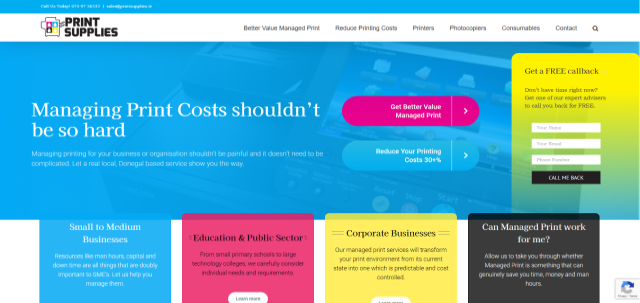 Call Us Today! 074 97 36243 | sales@printsupplies.ie
PRINT
SUPPLIES
Better Value Managed Print
Reduce Printing Costs
Printers
Photocopiers
Consumables
Contact
Managing Print Costs shouldn't
be so hard
Managing printing for your business or organisation shouldn't be painful and it doesn't need to be
complicated. Let a real local, Donegal based service show you the way.
Get Better Value
Managed Print
Reduce Your Printing
Costs 30+%
Get a FREE callback
Don't have time right now?
Get one of our expert advisers
to call you back for FREE.
Your Name
Your Email
Phone Number
CALL ME BACK
Small to Medium
Businesses
Resources like man hours, capital and
down time are all things that are doubly
important to SME's. Let us help you
manage them.
Education & Public Sector
From small primary schools to large
technology colleges, we carefully consider
individual needs and requirements.
Learn more
Corporate Businesses
Our managed print services will transform
your print environment from its current
state into one which is predictable and cost
controlled.
Can Managed Print work
for me?
Allow us to take you through whether
Managed Print is something that can
genuinely save you time, money and man
hours.